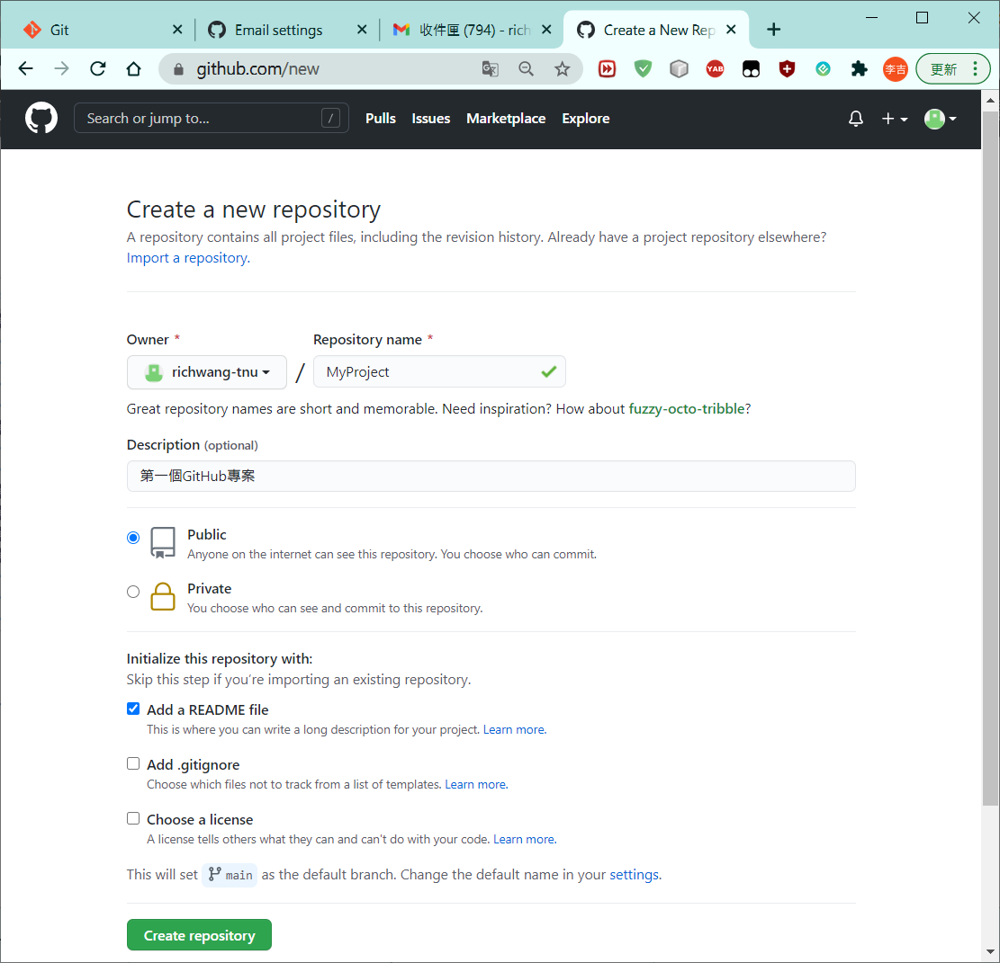 Git
Email settings
收件匣 (794) - rich
Create a New Rep
github.com/new
YAB
李吉
更新
Search or jump to...
/
Pulls
Issues
Marketplace
Explore
Create a new repository
A repository contains all project files, including the revision history. Already have a project repository elsewhere?
Import a repository.
Owner *
Repository name *
richwang-tnu
/
MyProject
Great repository names are short and memorable. Need inspiration? How about fuzzy-octo-tribble?
Description (optional)
第一個GitHub專案
Public
Anyone on the internet can see this repository. You choose who can commit.
Private
You choose who can see and commit to this repository.
Initialize this repository with:
Skip this step if you’re importing an existing repository.
Add a README file
This is where you can write a long description for your project. Learn more.
Add .gitignore
Choose which files not to track from a list of templates. Learn more.
Choose a license
A license tells others what they can and can't do with your code. Learn more.
This will set main as the default branch. Change the default name in your settings.
Create repository